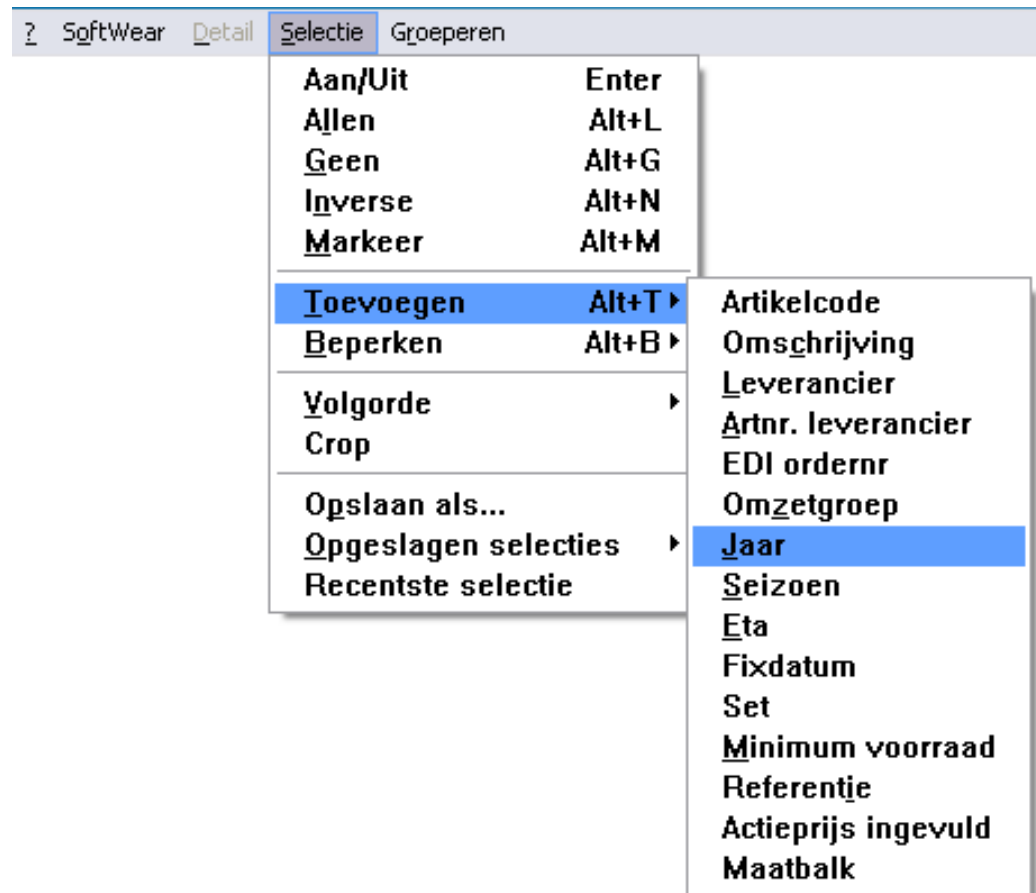 ? SoftWear Detail Selectie Groeperen
Aan/Uit Enter
Allen Alt+L
Geen Alt+G
Inverse Alt+N
Markeer Alt+M
Toevoegen Alt+T
Beperken Alt+B
Volgorde
Crop
Opslaan als...
Opgeslagen selecties
Recentste selectie
Artikelcode
Omschrijving
Leverancier
Artnr. leverancier
EDI ordernr
Omzetgroep
Jaar
Seizoen
Eta
Fixdatum
Set
Minimum voorraad
Referentie
Actieprijs ingevuld
Maatbalk